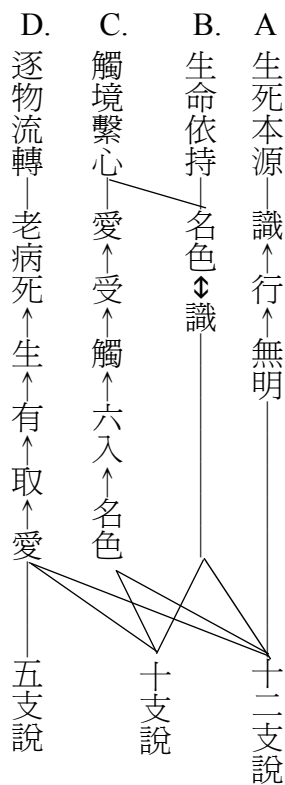 A 生死本源—識←行←無明
B. 生命依持—名色↕識
C. 觸境繫心—愛←受←觸←六入←名色
D. 逐物流轉—老病死←生←有←取←愛
十二支說
十支說
五支說